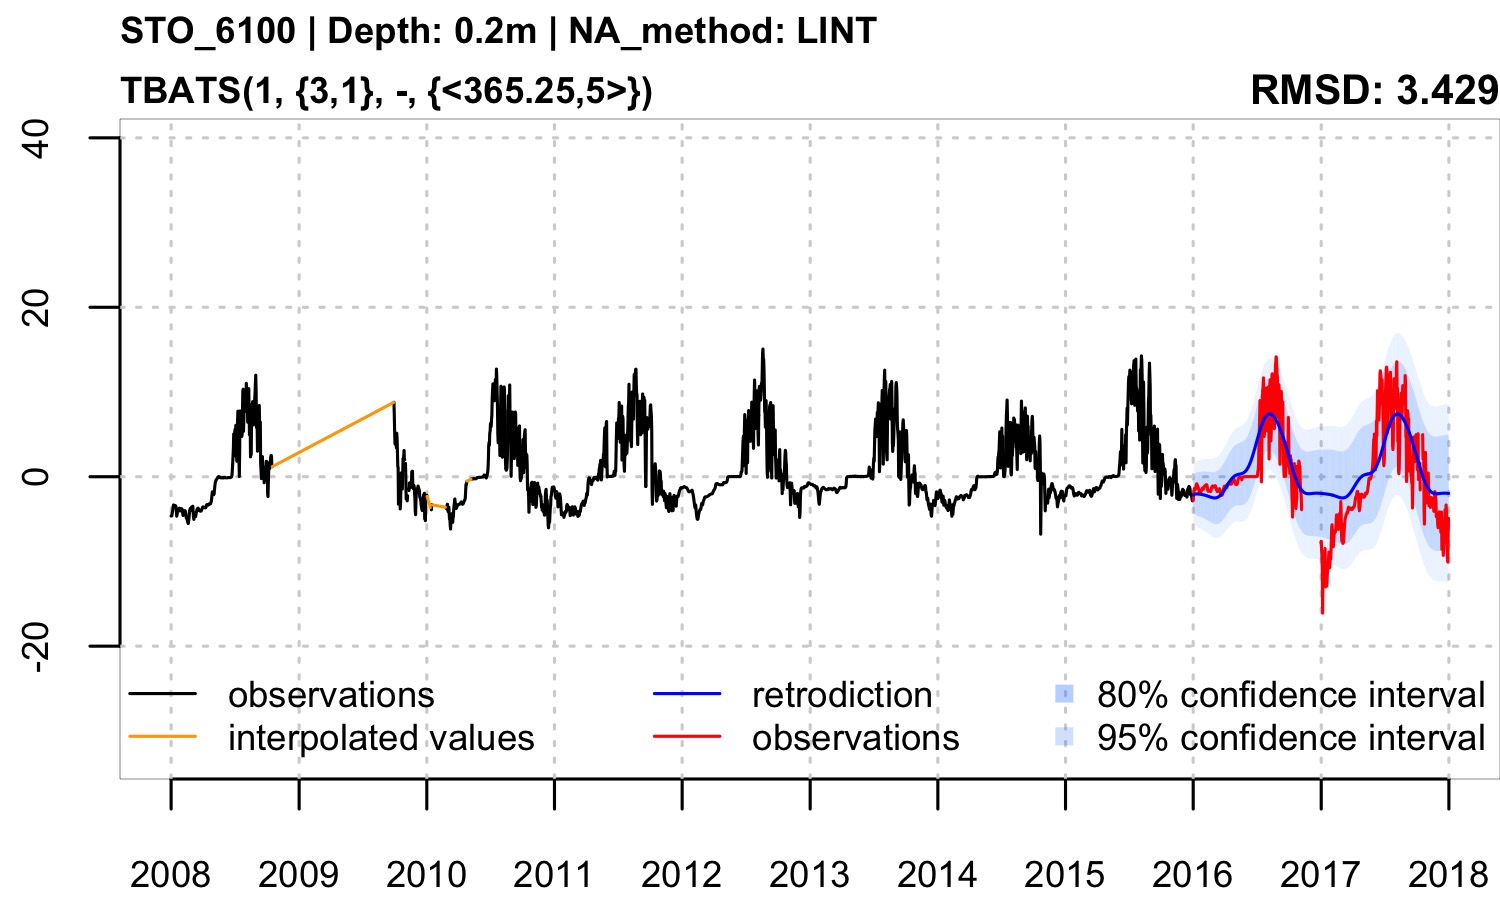 STO_6100 | Depth: 0.2m | NA_method: LINT
TBATS(1, {3,1}, -, {<365.25,5>})
RMSD: 3.429
40
20
0
-20
observations
interpolated values
retrodiction
observations
80% confidence interval
95% confidence interval
2008 2009 2010 2011 2012 2013 2014 2015 2016 2017 2018